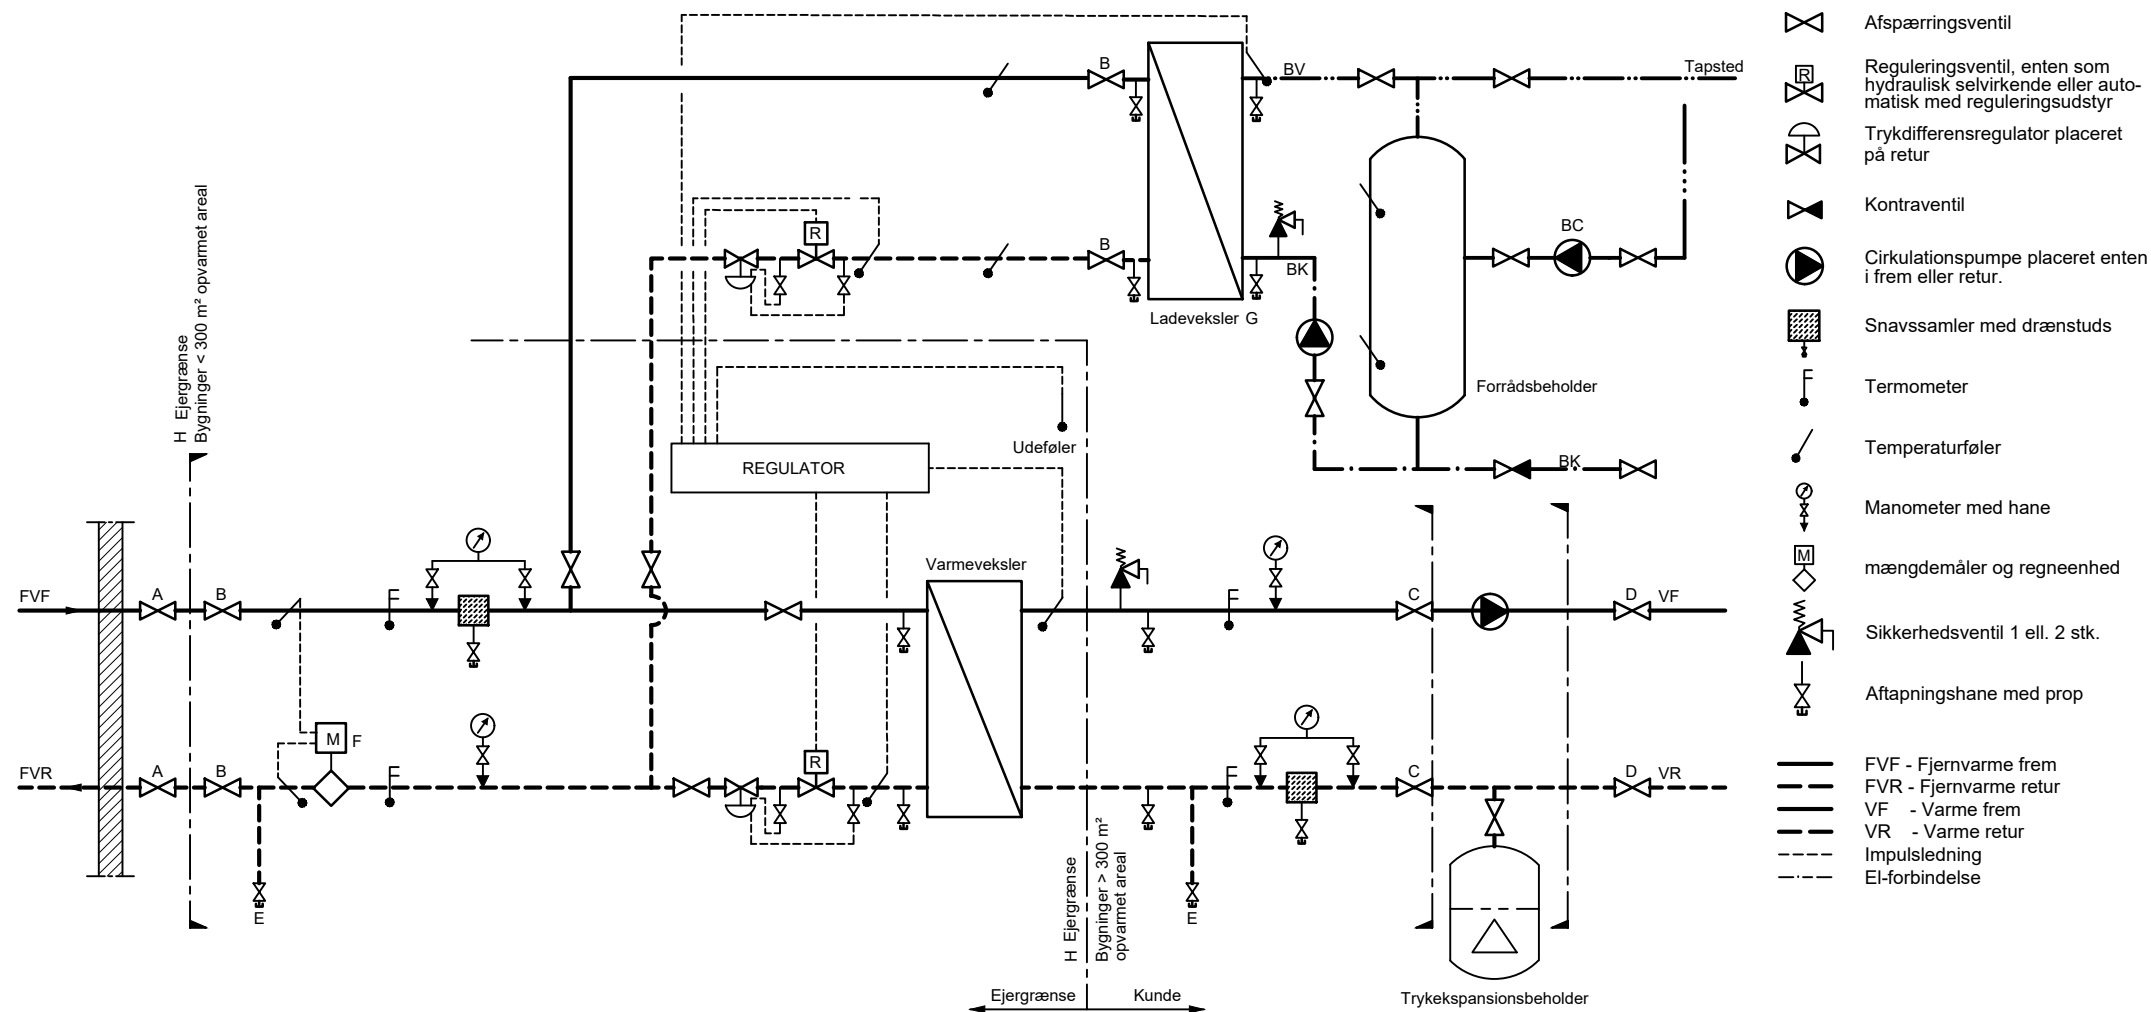 B
BV
Tapsted
R
B
BK
BC
Ladeveksler G
Forrådsbeholder
Udeføler
REGULATOR
BK
H Ejergrænse
Bygninger < 300 m² opvarmet areal
Varmeveksler
FVF
A
B
F
F
C
D
VF
FVR
A
B
M
F
F
R
F
C
D
VR
E
E
H Ejergrænse
Bygninger > 300 m²
opvarmet areal
Ejergrænse
Kunde
Trykekspansionsbeholder
Afspærringsventil
R
Reguleringsventil, enten som
hydraulisk selvirkende eller auto-
matisk med reguleringsudstyr
Trykdifferensregulator placeret
på retur
Kontraventil
Cirkulationspumpe placeret enten
i frem eller retur.
Snavssamler med drænstuds
F
Termometer
Temperaturføler
Manometer med hane
M
mængdemåler og regneenhed
Sikkerhedsventil 1 ell. 2 stk.
Aftapningshane med prop
FVF - Fjernvarme frem
FVR - Fjernvarme retur
VF - Varme frem
VR - Varme retur
Impulsledning
El-forbindelse